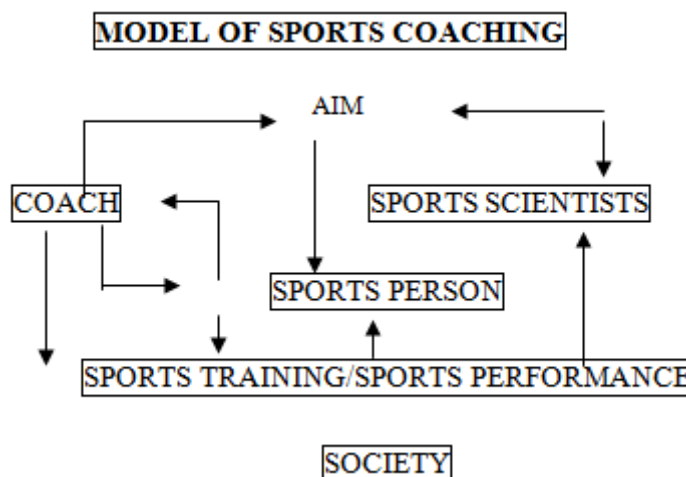 MODEL OF SPORTS COACHING
AIM
COACH
SPORTS SCIENTISTS
SPORTS PERSON
SPORTS TRAINING/SPORTS PERFORMANCE
SOCIETY